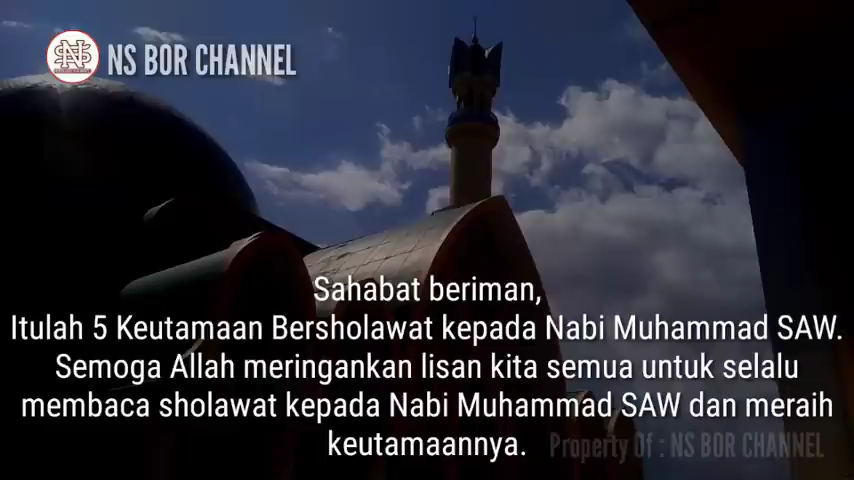 NS BOR CHANNEL
Sahabat beriman,
Itulah 5 Keutamaan Bersholawat kepada Nabi Muhammad SAW.
Semoga Allah meringankan lisan kita semua untuk selalu
membaca sholawat kepada Nabi Muhammad SAW dan meraih
keutamaannya.
Property Of : NS BOR CHANNEL